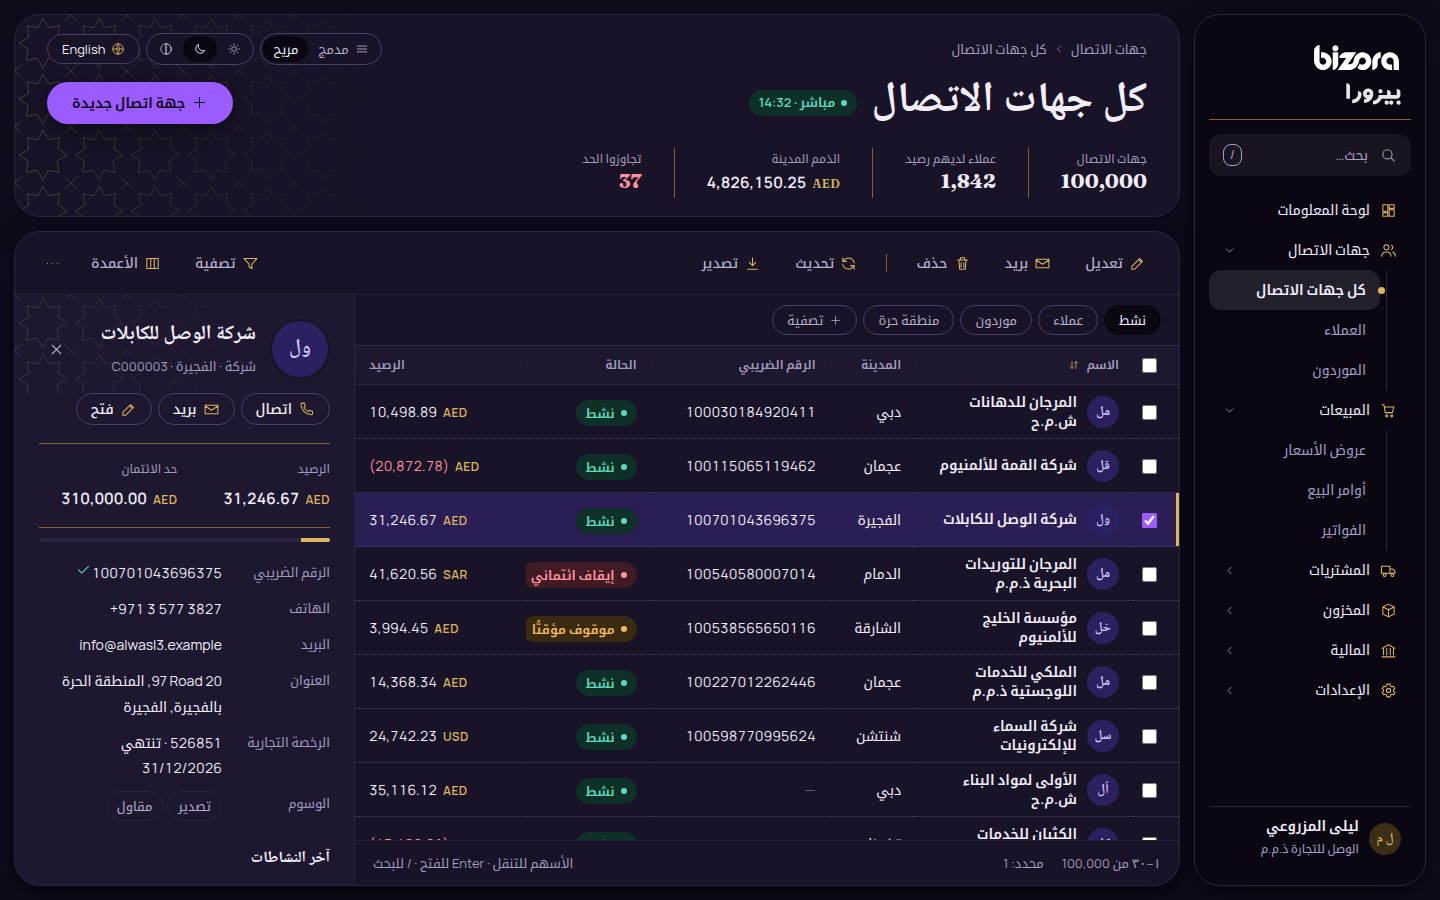 bizora
بيزورا
بحث...
/
لوحة المعلومات
جهات الاتصال
كل جهات الاتصال
العملاء
الموردون
المبيعات
عروض الأسعار
أوامر البيع
الفواتير
المشتريات
المخزون
المالية
الإعدادات
ل م
ليلى المزروعي
الوصل للتجارة ذ.م.م
جهات الاتصال › كل جهات الاتصال
مدمج
مريح
English
كل جهات الاتصال
مباشر · 14:32
+ جهة اتصال جديدة
جهات الاتصال
100,000
عملاء لديهم رصيد
1,842
الذمم المدينة
4,826,150.25 AED
تجاوزوا الحد
37
تعديل
بريد
حذف
تحديث
تصدير
تصفية
الأعمدة
...
نشط
عملاء
موردون
منطقة حرة
+ تصفية
الاسم
المدينة
الرقم الضريبي
الحالة
الرصيد
مل
المرجان للدهانات ش.م.ح
دبي
100030184920411
نشط
10,498.89 AED
قل
شركة القمة للألمنيوم
عجمان
100115065119462
نشط
(20,872.78) AED
ول
شركة الوصل للكابلات
الفجيرة
100701043696375
نشط
31,246.67 AED
مل
المرجان للتوريدات البحرية ذ.م.م
الدمام
100540580007014
إيقاف ائتماني
41,620.56 SAR
خل
مؤسسة الخليج للألمنيوم
الشارقة
100538565650116
موقوف مؤقتًا
3,994.45 AED
مل
الملكي للخدمات اللوجستية ذ.م.م
عجمان
100227012262446
نشط
14,368.34 AED
سل
شركة السماء للإلكترونيات
شنتشن
100598770995624
نشط
24,742.23 USD
أل
الأولى لمواد البناء ش.م.ح
دبي
—
نشط
35,116.12 AED
الكثبان للخدمات
١–٣٠ من 100,000
محدد: 1
الأسهم للتنقل · Enter للفتح · / للبحث
ول
شركة الوصل للكابلات
شركة · الفجيرة · C000003
اتصال
بريد
فتح
الرصيد
31,246.67 AED
حد الائتمان
310,000.00 AED
الرقم الضريبي
100701043696375
الهاتف
+971 3 577 3827
البريد
info@alwasl3.example
العنوان
97 Road 20, المنطقة الحرة
بالفجيرة, الفجيرة
الرخصة التجارية
526851 · تنتهي
31/12/2026
الوسوم
تصدير
مقاول
آخر النشاطات